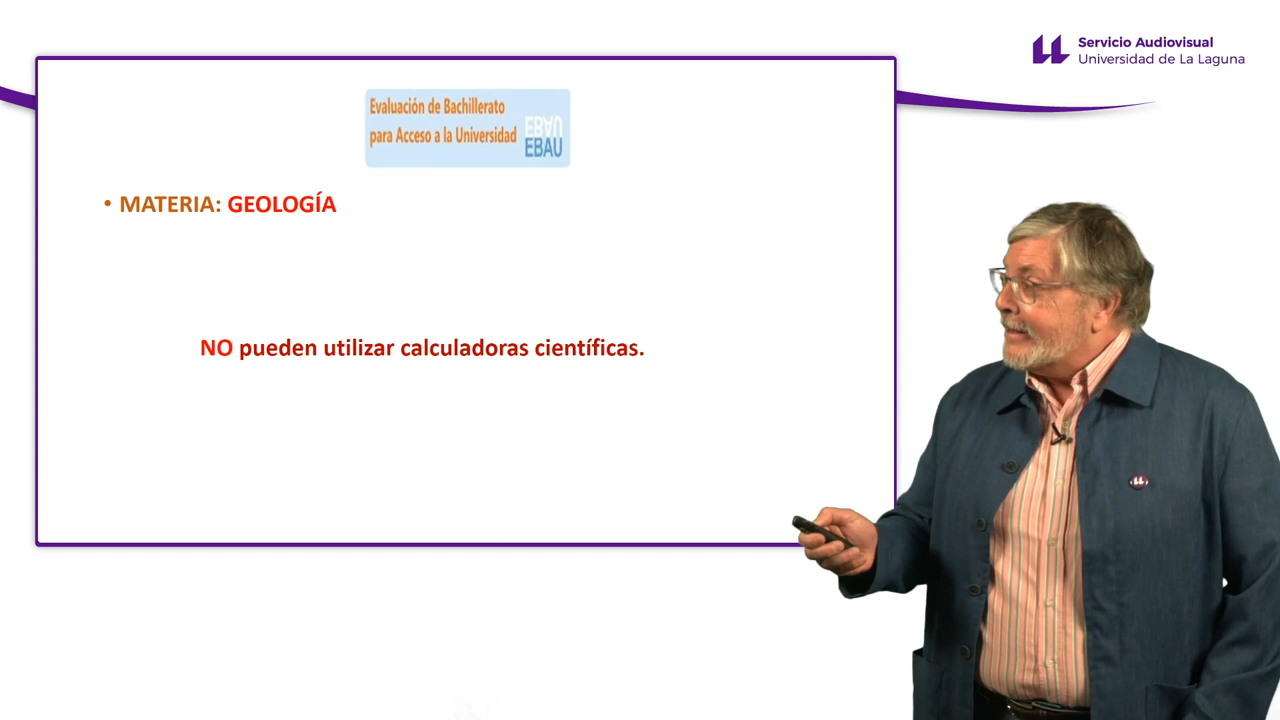 Servicio Audiovisual
Universidad de La Laguna
Evaluación de Bachillerato
para Acceso a la Universidad
EBAU
EBAU
• MATERIA: GEOLOGÍA
NO pueden utilizar calculadoras científicas.